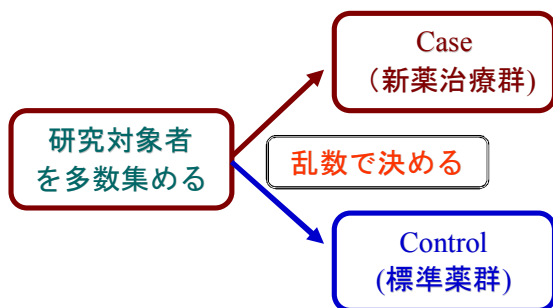 Case
（新薬治療群)
研究対象者
を多数集める
乱数で決める
Control
(標準薬群)